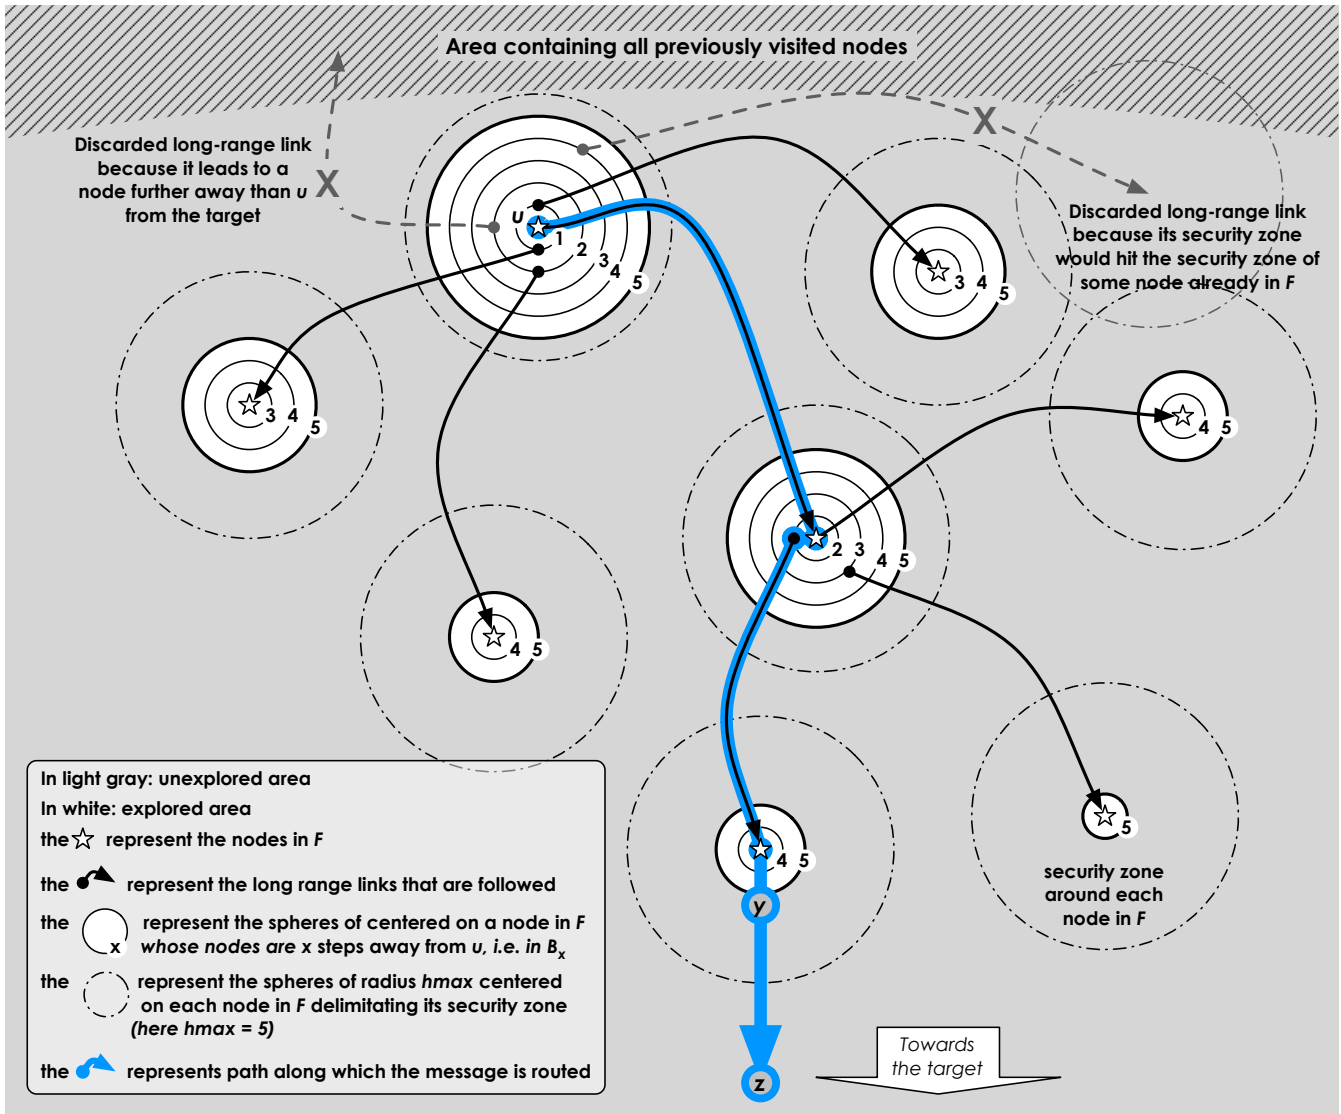 Area containing all previously visited nodes
X
Discarded long-range link
because it leads to a
node further away than u
from the target
X
u
1
2
3
4
5
3 4
5
Discarded long-range link
because its security zone
would hit the security zone of
some node already in F
3 4
5
4 5
2 3
4 5
4 5
4 5
y
z
5
security zone
around each
node in F
In light gray: unexplored area
In white: explored area
the represent the nodes in F
the represent the long range links that are followed
the x represent the spheres of centered on a node in F
whose nodes are x steps away from u, i.e. in Bx
the represent the spheres of radius hmax centered
on each node in F delimitating its security zone
(here hmax = 5)
the represents path along which the message is routed
Towards
the target